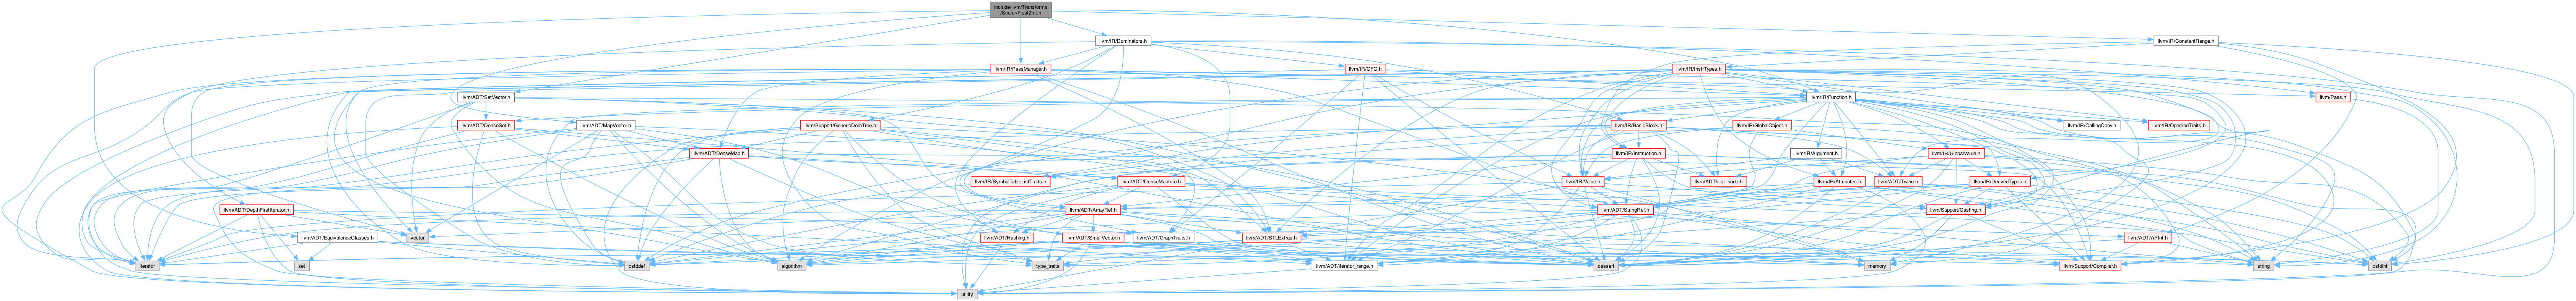 include/llvm/Transforms
/Scalar/Float2Int.h
llvm/IR/Dominators.h
llvm/IR/ConstantRange.h
llvm/IR/PassManager.h
llvm/IR/CFG.h
llvm/IR/InstrTypes.h
llvm/ADT/SetVector.h
llvm/IR/Function.h
llvm/Pass.h
llvm/ADT/DenseSet.h
llvm/ADT/MapVector.h
llvm/Support/GenericDomTree.h
llvm/IR/BasicBlock.h
llvm/IR/GlobalObject.h
llvm/IR/CallingConv.h
llvm/IR/OperandTraits.h
llvm/ADT/DenseMap.h
llvm/IR/Instruction.h
llvm/IR/Argument.h
llvm/IR/GlobalValue.h
llvm/IR/SymbolTableListTraits.h
llvm/ADT/DenseMapInfo.h
llvm/IR/Value.h
llvm/ADT/ilist_node.h
llvm/IR/Attributes.h
llvm/ADT/Twine.h
llvm/IR/DerivedTypes.h
llvm/ADT/DepthFirstIterator.h
llvm/ADT/ArrayRef.h
llvm/ADT/StringRef.h
llvm/Support/Casting.h
llvm/ADT/EquivalenceClasses.h
vector
llvm/ADT/Hashing.h
llvm/ADT/SmallVector.h
llvm/ADT/GraphTraits.h
llvm/ADT/STLExtras.h
llvm/ADT/APInt.h
iterator
set
cstddef
algorithm
type_traits
llvm/ADT/iterator_range.h
cassert
memory
llvm/Support/Compiler.h
string
cstdint
utility